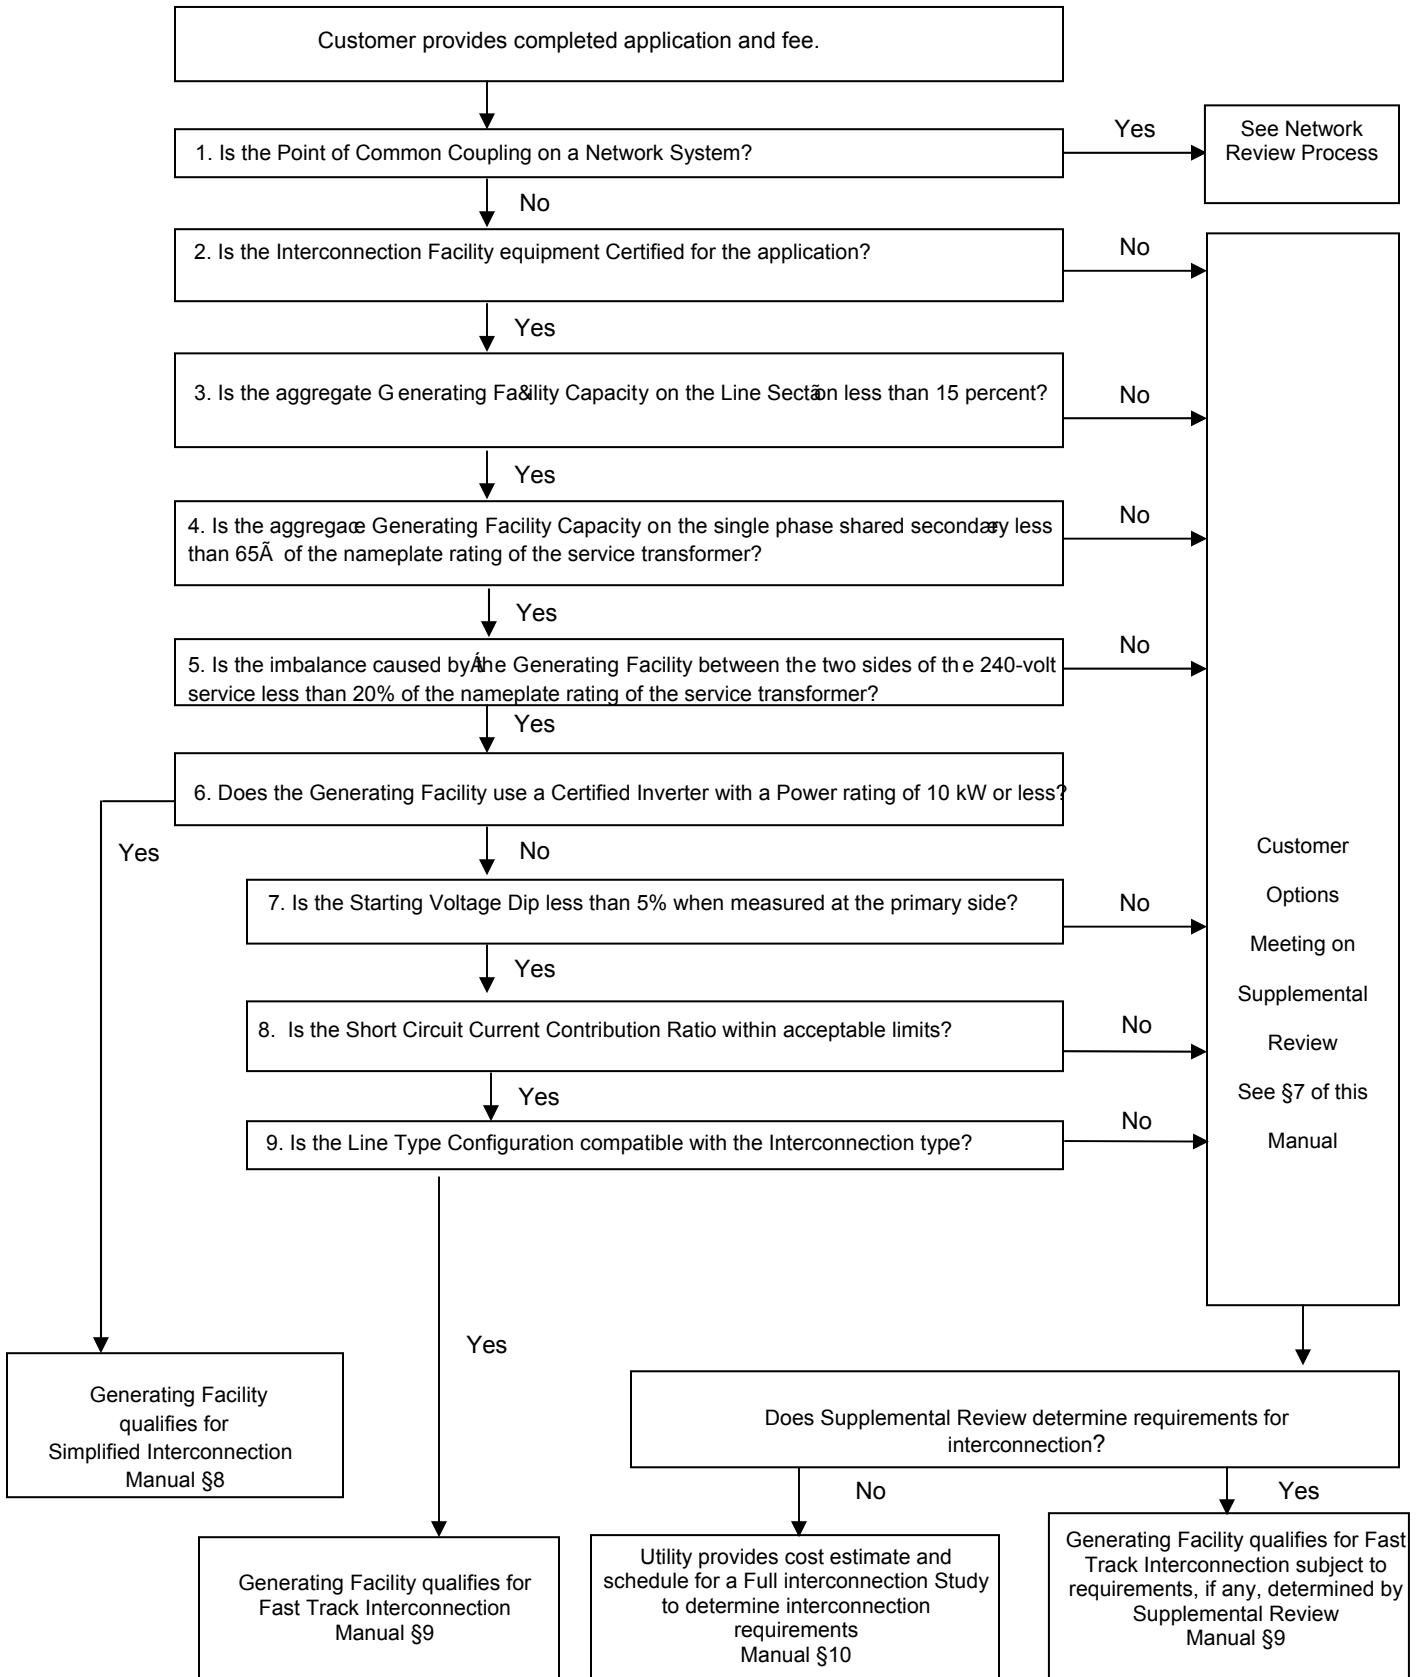 Customer provides completed application and fee.
1. Is the Point of Common Coupling on a Network System?
Yes
See Network
Review Process
No
2. Is the Interconnection Facility equipment Certified for the application?
No
Yes
3. Is the aggregate G enerating Fa&ility Capacity on the Line Sectãon less than 15 percent?
No
Yes
4. Is the aggregaœ Generating Facility Capacity on the single phase shared secondaey less
than 65Ã of the nameplate rating of the service transformer?
No
Yes
5. Is the imbalance caused byÁthe Generating Facility between the two sides of th e 240-volt
service less than 20% of the nameplate rating of the service transformer?
No
Yes
6. Does the Generating Facility use a Certified Inverter with a Power rating of 10 kW or less?
Yes
No
7. Is the Starting Voltage Dip less than 5% when measured at the primary side?
No
Yes
8. Is the Short Circuit Current Contribution Ratio within acceptable limits?
No
Yes
9. Is the Line Type Configuration compatible with the Interconnection type?
No
Customer
Options
Meeting on
Supplemental
Review
See §7 of this
Manual
Yes
Generating Facility
qualifies for
Simplified Interconnection
Manual §8
Does Supplemental Review determine requirements for
interconnection?
No
Yes
Generating Facility qualifies for
Fast Track Interconnection
Manual §9
Utility provides cost estimate and
schedule for a Full interconnection Study
to determine interconnection
requirements
Manual §10
Generating Facility qualifies for Fast
Track Interconnection subject to
requirements, if any, determined by
Supplemental Review
Manual §9